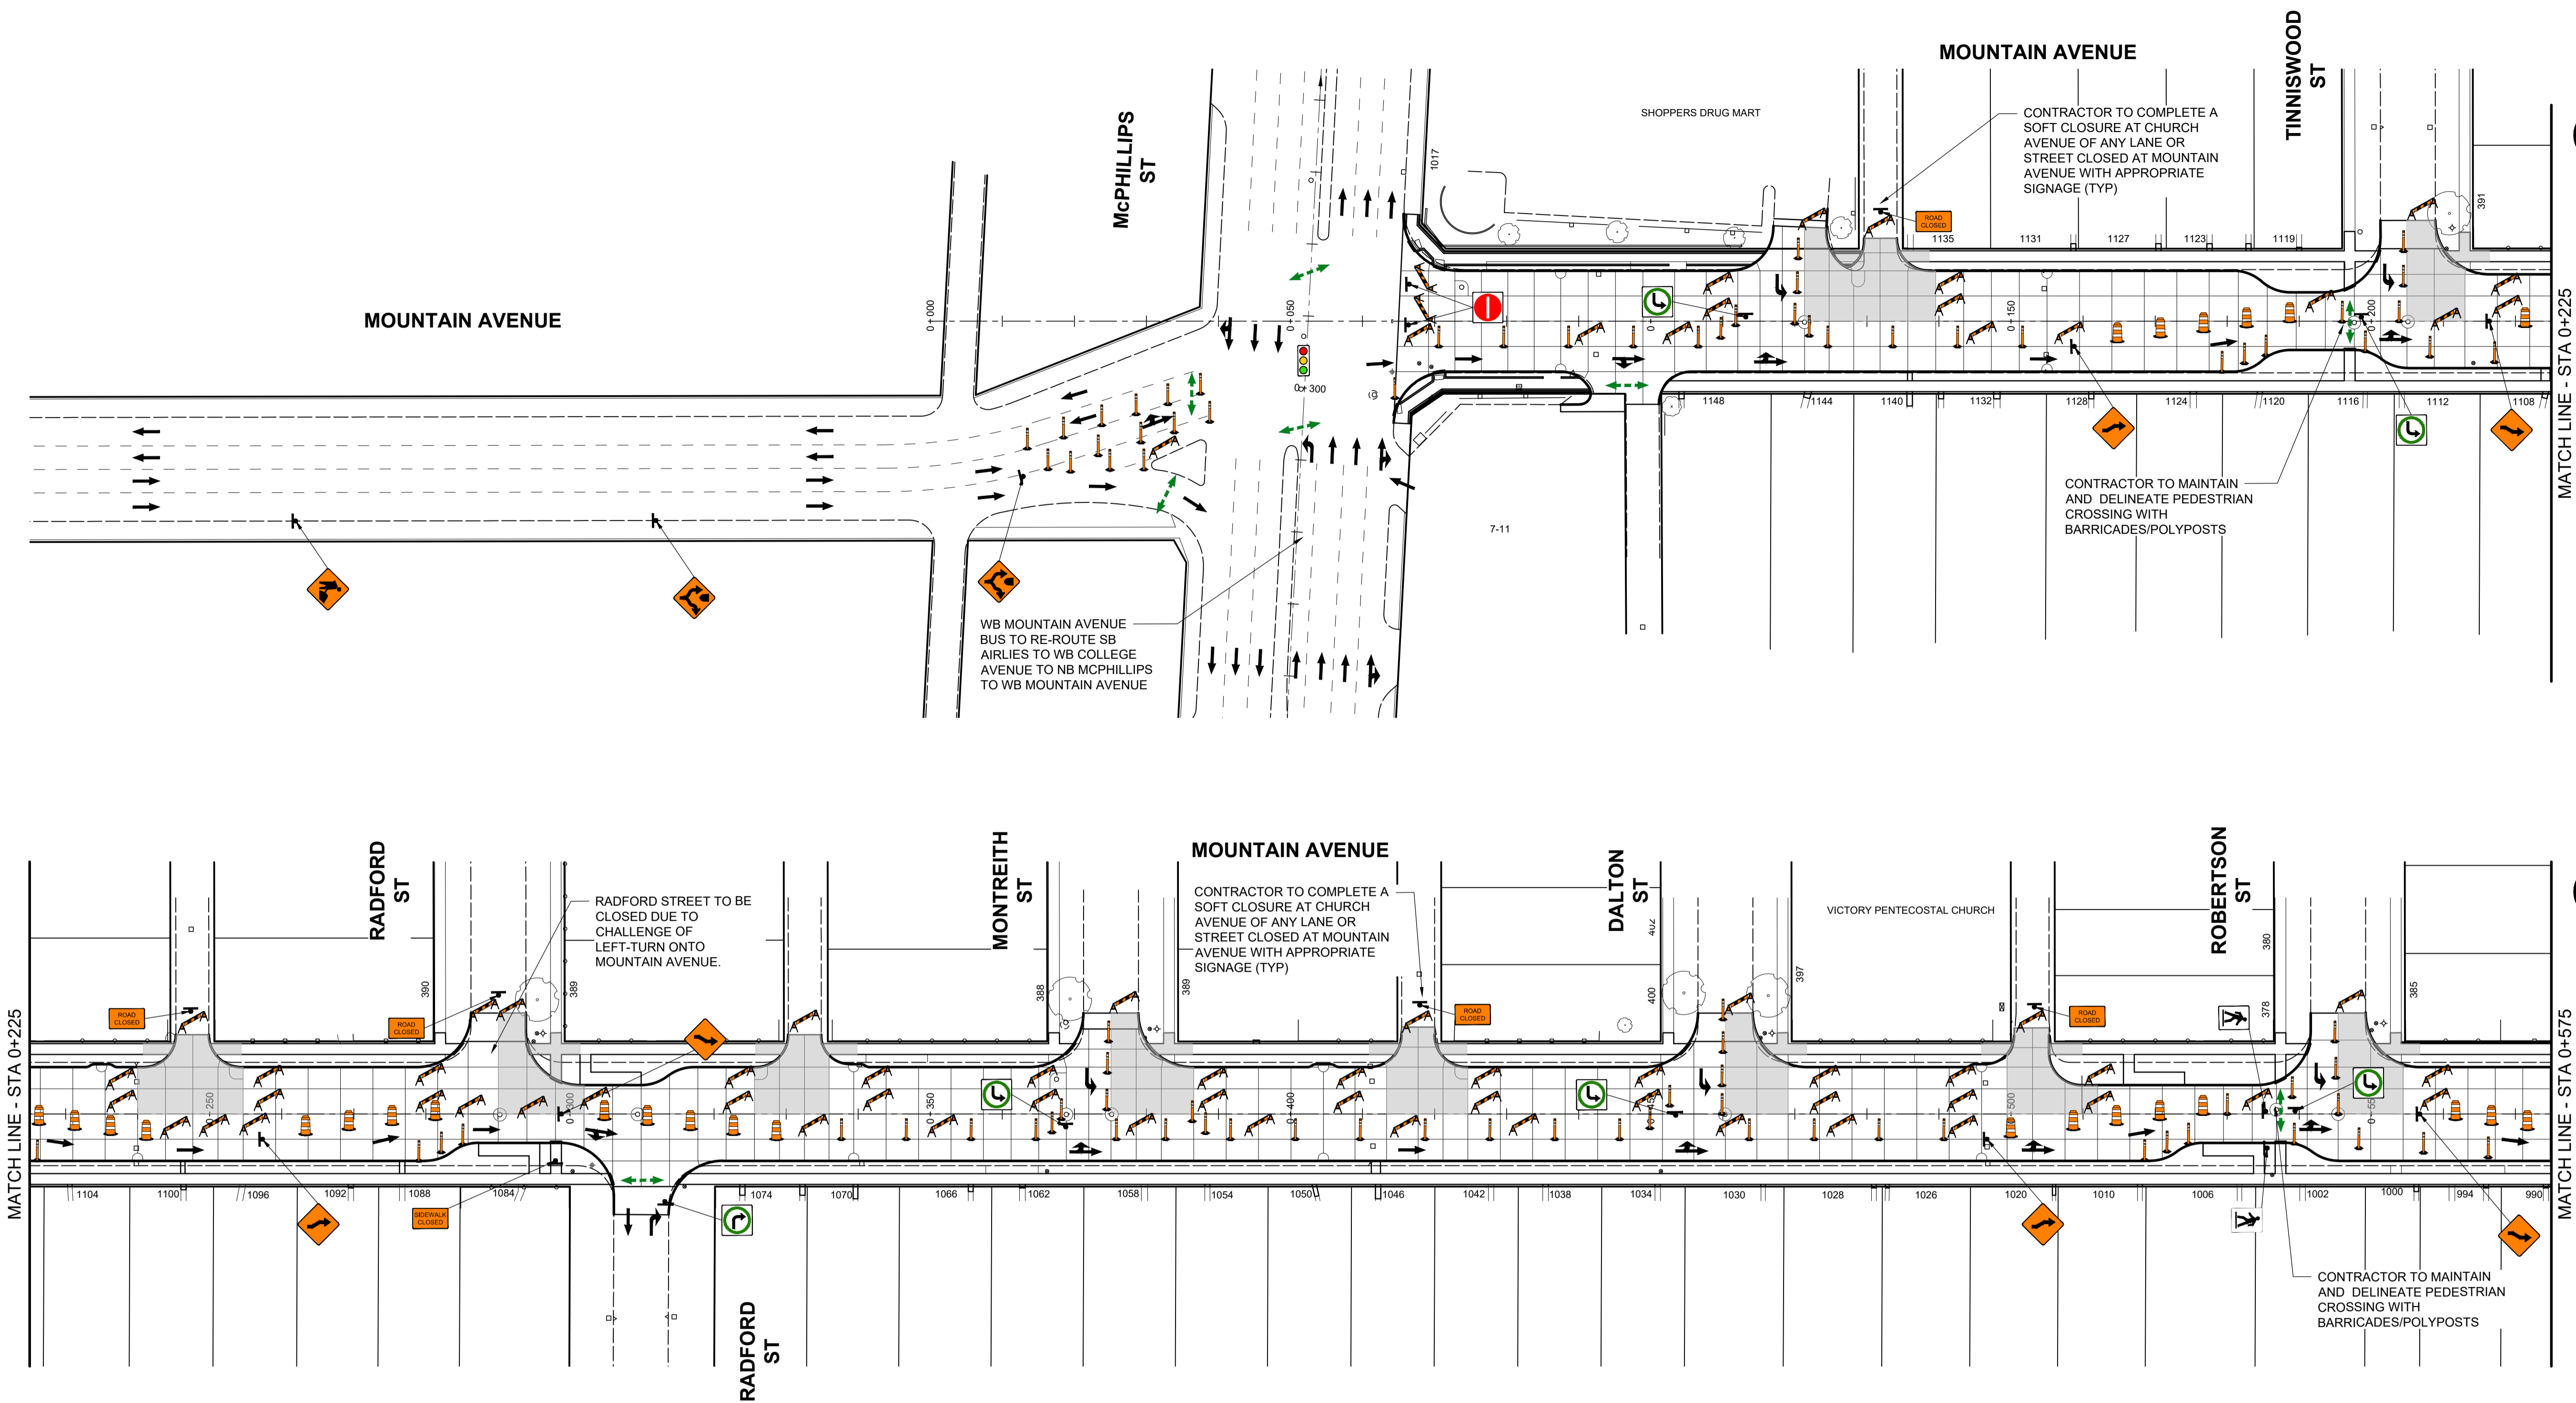 MOUNTAIN AVENUE
McPHILLIPS
ST
TINNISWOOD
ST
MOUNTAIN AVENUE
SHOPPERS DRUG MART
CONTRACTOR TO COMPLETE A
SOFT CLOSURE AT CHURCH
AVENUE OF ANY LANE OR
STREET CLOSED AT MOUNTAIN
AVENUE WITH APPROPRIATE
SIGNAGE (TYP)
1017
391
ROAD
CLOSED
1135
1131
1127
1123
1119
0+000
0+050
0+150
0+200
0+300
1148
1144
1140
1132
1128
1124
1120
1116
1112
1108
7-11
CONTRACTOR TO MAINTAIN
AND DELINEATE PEDESTRIAN
CROSSING WITH
BARRICADES/POLYPOSTS
WB MOUNTAIN AVENUE
BUS TO RE-ROUTE SB
AIRLIES TO WB COLLEGE
AVENUE TO NB MCPHILLIPS
TO WB MOUNTAIN AVENUE
MATCH LINE - STA 0+225
MATCH LINE - STA 0+225
RADFORD
ST
MONTREITH
ST
MOUNTAIN AVENUE
DALTON
ST
ROBERTSON
ST
RADFORD STREET TO BE
CLOSED DUE TO
CHALLENGE OF
LEFT-TURN ONTO
MOUNTAIN AVENUE.
CONTRACTOR TO COMPLETE A
SOFT CLOSURE AT CHURCH
AVENUE OF ANY LANE OR
STREET CLOSED AT MOUNTAIN
AVENUE WITH APPROPRIATE
SIGNAGE (TYP)
VICTORY PENTECOSTAL CHURCH
390
389
388
389
402
400
397
380
378
385
ROAD
CLOSED
ROAD
CLOSED
ROAD
CLOSED
ROAD
CLOSED
0+250
0+350
0+400
0+500
1104
1100
1096
1092
1088
1084
1074
1070
1066
1062
1058
1054
1050
1046
1042
1038
1034
1030
1028
1026
1020
1010
1006
1002
1000
994
990
SIDEWALK
CLOSED
CONTRACTOR TO MAINTAIN
AND DELINEATE PEDESTRIAN
CROSSING WITH
BARRICADES/POLYPOSTS
RADFORD
ST
MATCH LINE - STA 0+575